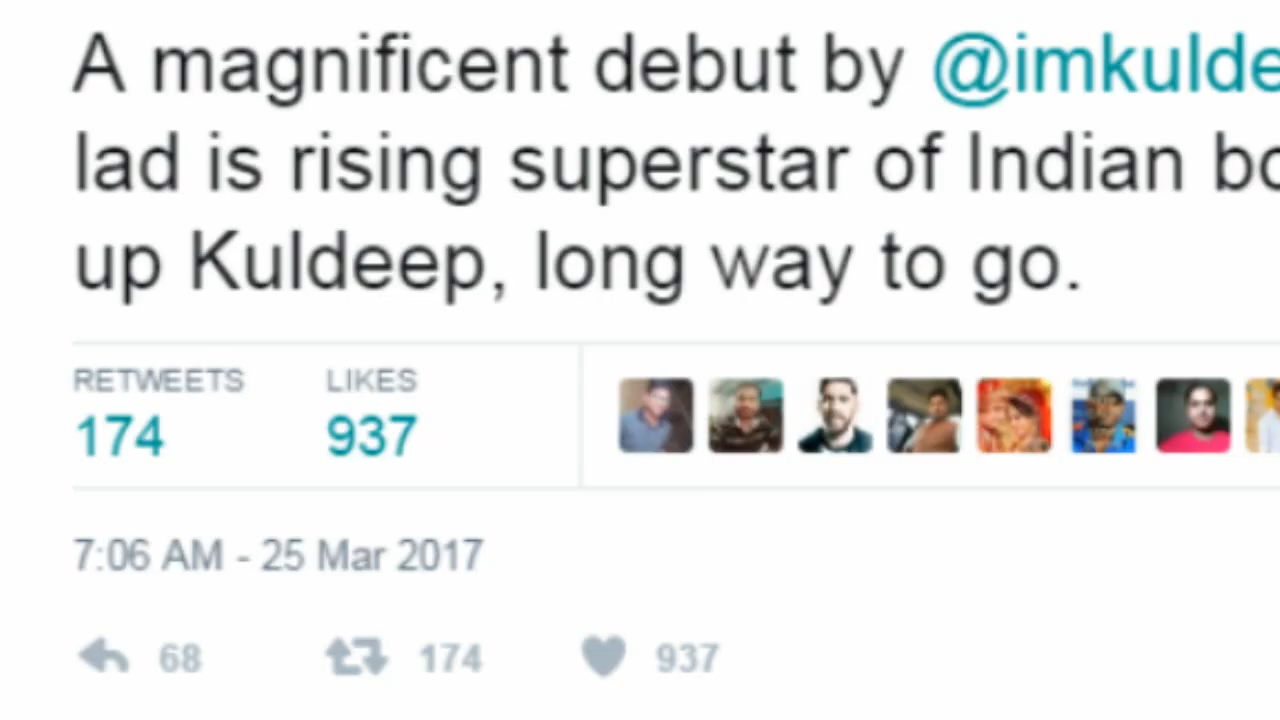 A magnificent debut by @imkulde
lad is rising superstar of Indian bo
up Kuldeep, long way to go.
RETWEETS LIKES
174 937
7:06 AM - 25 Mar 2017
68 174 937